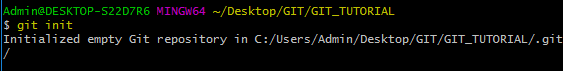 Admin@DESKTOP-S22D7R6 MINGW64 ~/Desktop/GIT/GIT_TUTORIAL
$ git init
Initialized empty Git repository in C:/Users/Admin/Desktop/GIT/GIT_TUTORIAL/.git
/